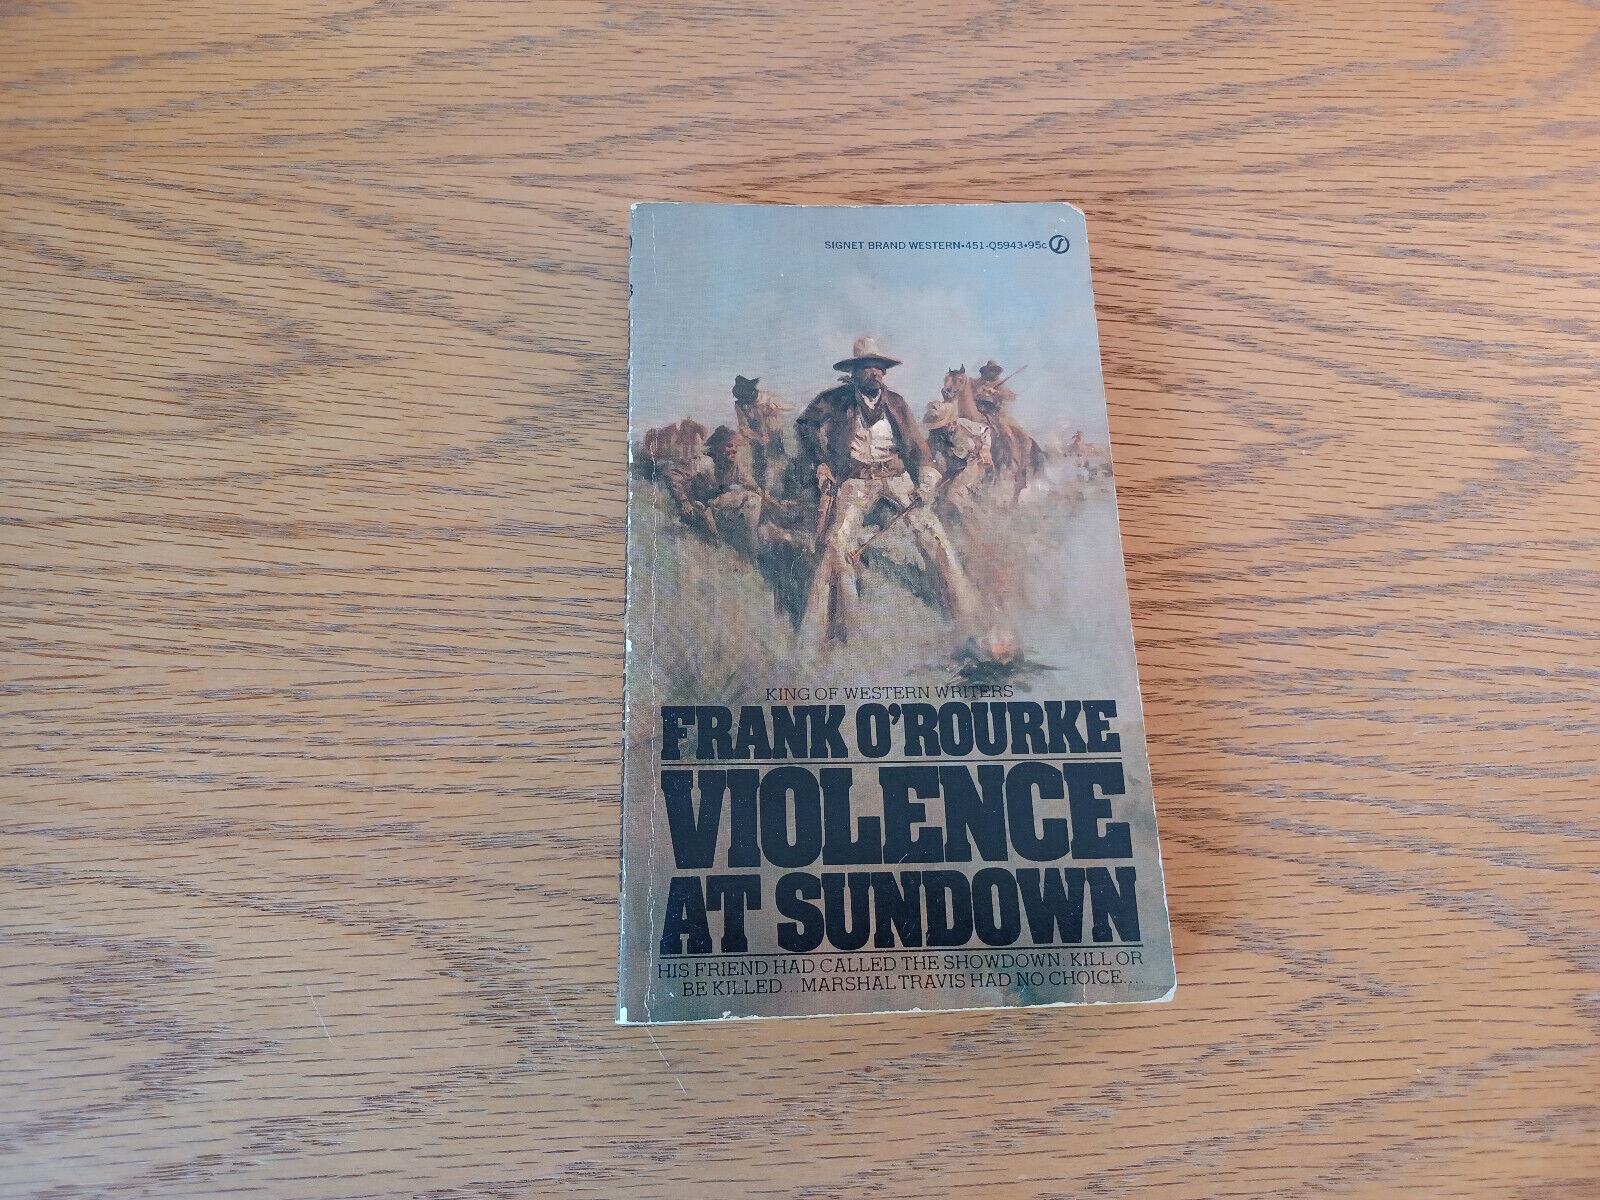 SIGNET BRAND WESTERN•451-Q5943•95c
KING OF WESTERN WRITERS
FRANK O'ROURKE
VIOLENCE
AT SUNDOWN
HIS FRIEND HAD CALLED THE SHOWDOWN: KILL OR
BE KILLED...MARSHAL TRAVIS HAD NO CHOICE....